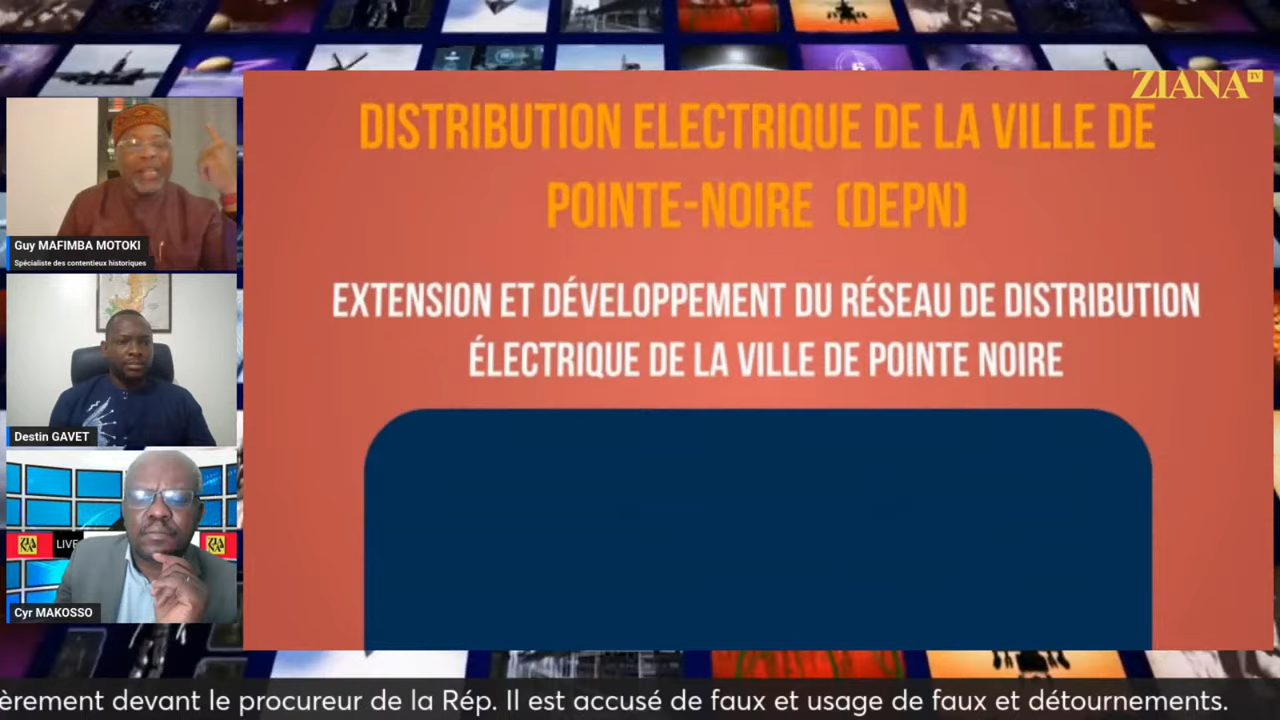 ZIANA TV
DISTRIBUTION ELECTRIQUE DE LA VILLE DE
POINTE-NOIRE (DEPN)
EXTENSION ET DÉVELOPPEMENT DU RÉSEAU DE DISTRIBUTION
ÉLECTRIQUE DE LA VILLE DE POINTE NOIRE
Guy MAFIMBA MOTOKI
Spécialiste des contentieux historiques
Destin GAVET
LIVE
Cyr MAKOSSO
èrement devant le procureur de la Rép. Il est accusé de faux et usage de faux et détournements.